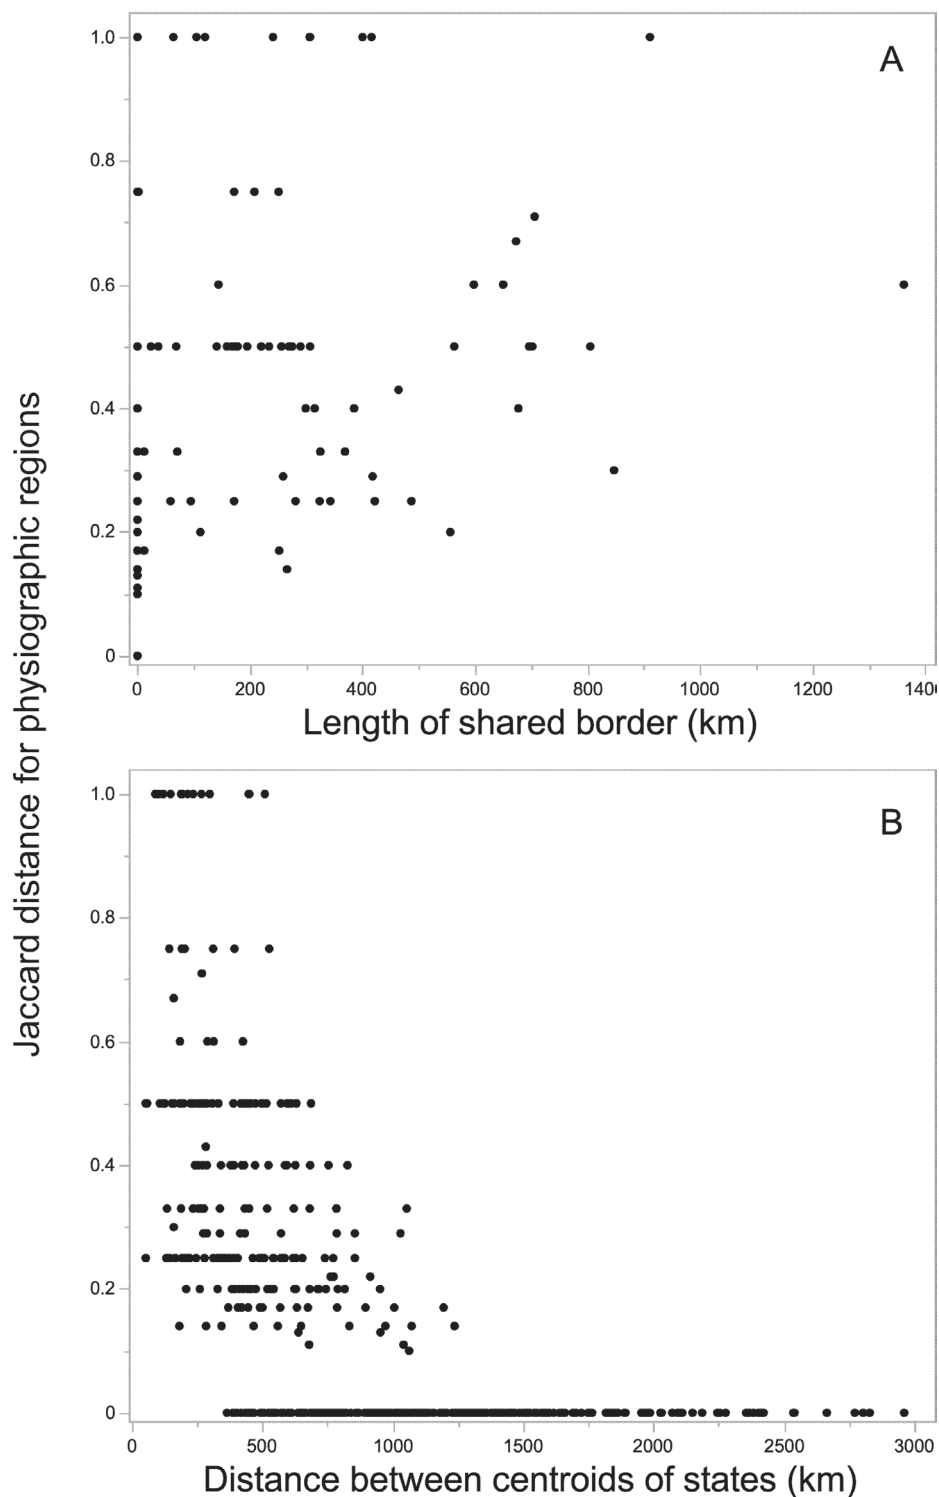 Jaccard distance for physiographic regions
A
1.0
0.8
0.6
0.4
0.2
0
0 200 400 600 800 1000 1200 140
Length of shared border (km)
B
1.0
0.8
0.6
0.4
0.2
0
0 500 1000 1500 2000 2500 3000
Distance between centroids of states (km)